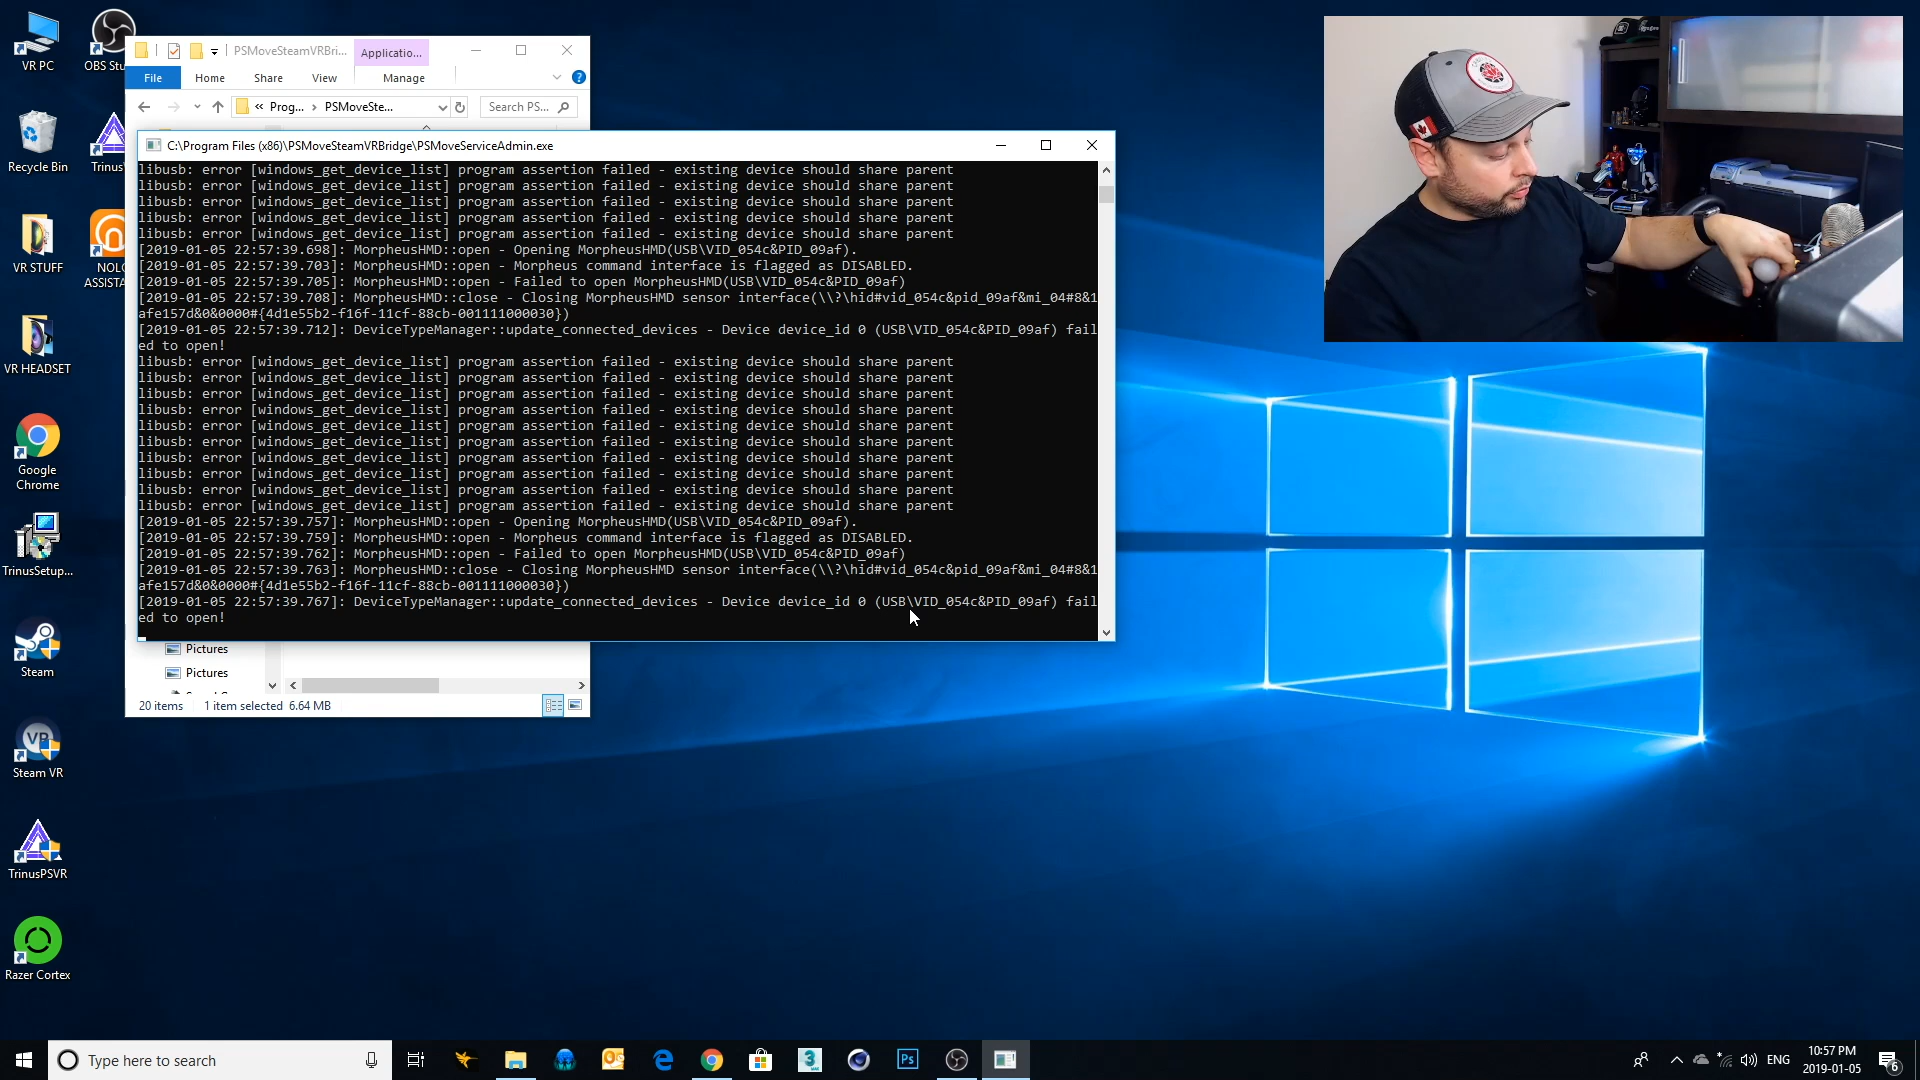 VR PC
OBS Stu
Recycle Bin
Trinus
VR STUFF
NOLO
ASSISTA
VR HEADSET
Google
Chrome
TrinusSetup...
Steam
Steam VR
TrinusPSVR
Razer Cortex
PSMoveSteamVRBri...
Applicatio...
File
Home
Share
View
Manage
« Prog... › PSMoveSte...
Search PS...
C:\Program Files (x86)\PSMoveSteamVRBridge\PSMoveServiceAdmin.exe
libusb: error [windows_get_device_list] program assertion failed - existing device should share parent
libusb: error [windows_get_device_list] program assertion failed - existing device should share parent
libusb: error [windows_get_device_list] program assertion failed - existing device should share parent
libusb: error [windows_get_device_list] program assertion failed - existing device should share parent
libusb: error [windows_get_device_list] program assertion failed - existing device should share parent
[2019-01-05 22:57:39.698]: MorpheusHMD::open - Opening MorpheusHMD(USB\VID_054c&PID_09af).
[2019-01-05 22:57:39.703]: MorpheusHMD::open - Morpheus command interface is flagged as DISABLED.
[2019-01-05 22:57:39.705]: MorpheusHMD::open - Failed to open MorpheusHMD(USB\VID_054c&PID_09af)
[2019-01-05 22:57:39.708]: MorpheusHMD::close - Closing MorpheusHMD sensor interface(\\?\hid#vid_054c&pid_09af&mi_04#8&1
afe157d&0&0000#{4d1e55b2-f16f-11cf-88cb-001111000030})
[2019-01-05 22:57:39.712]: DeviceTypeManager::update_connected_devices - Device device_id 0 (USB\VID_054c&PID_09af) fail
ed to open!
libusb: error [windows_get_device_list] program assertion failed - existing device should share parent
libusb: error [windows_get_device_list] program assertion failed - existing device should share parent
libusb: error [windows_get_device_list] program assertion failed - existing device should share parent
libusb: error [windows_get_device_list] program assertion failed - existing device should share parent
libusb: error [windows_get_device_list] program assertion failed - existing device should share parent
libusb: error [windows_get_device_list] program assertion failed - existing device should share parent
libusb: error [windows_get_device_list] program assertion failed - existing device should share parent
libusb: error [windows_get_device_list] program assertion failed - existing device should share parent
libusb: error [windows_get_device_list] program assertion failed - existing device should share parent
libusb: error [windows_get_device_list] program assertion failed - existing device should share parent
[2019-01-05 22:57:39.757]: MorpheusHMD::open - Opening MorpheusHMD(USB\VID_054c&PID_09af).
[2019-01-05 22:57:39.759]: MorpheusHMD::open - Morpheus command interface is flagged as DISABLED.
[2019-01-05 22:57:39.762]: MorpheusHMD::open - Failed to open MorpheusHMD(USB\VID_054c&PID_09af)
[2019-01-05 22:57:39.763]: MorpheusHMD::close - Closing MorpheusHMD sensor interface(\\?\hid#vid_054c&pid_09af&mi_04#8&1
afe157d&0&0000#{4d1e55b2-f16f-11cf-88cb-001111000030})
[2019-01-05 22:57:39.767]: DeviceTypeManager::update_connected_devices - Device device_id 0 (USB\VID_054c&PID_09af) fail
ed to open!
Pictures
Pictures
20 items
1 item selected 6.64 MB
Type here to search
Ps
ENG
10:57 PM
2019-01-05
6